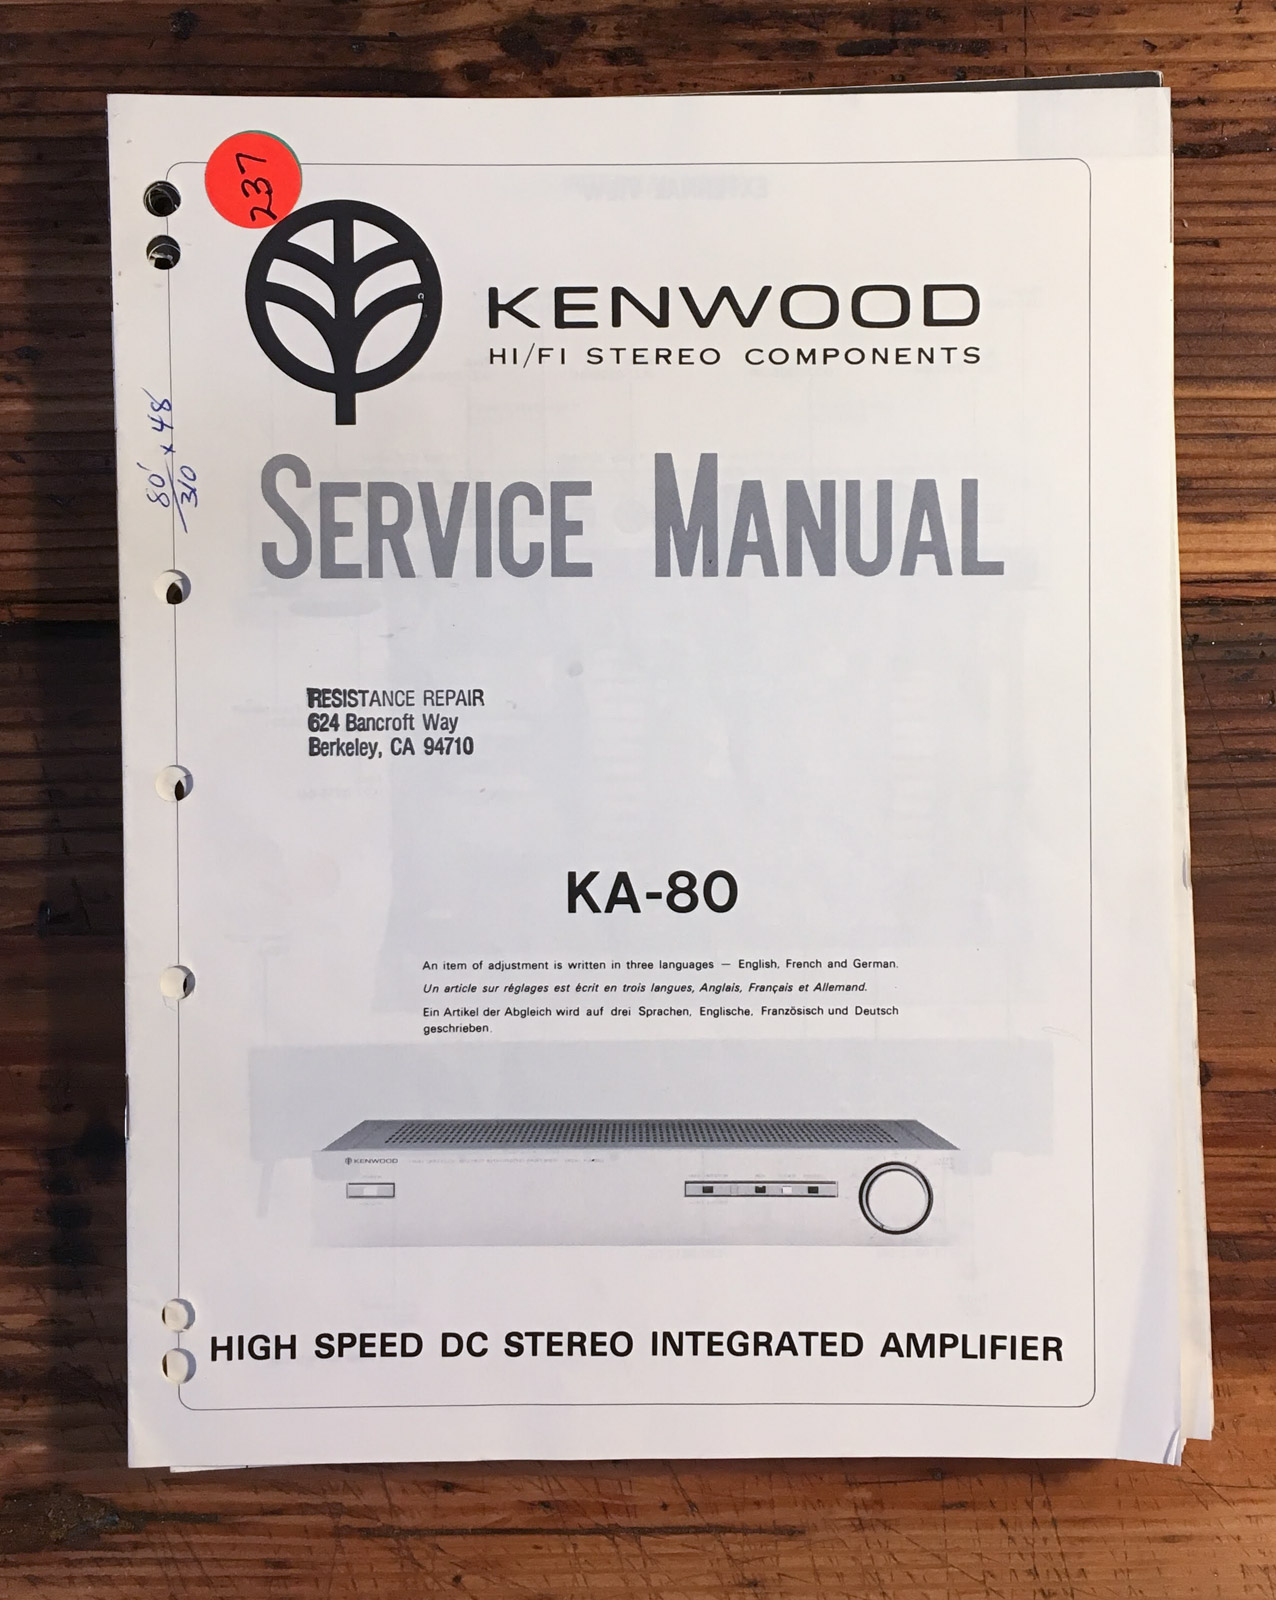 237
KENWOOD
HI/FI STEREO COMPONENTS
80' x 48
310
SERVICE MANUAL
RESISTANCE REPAIR
624 Bancroft Way
Berkeley, CA 94710
KA-80
An item of adjustment is written in three languages — English, French and German.
Un article sur réglages est écrit en trois langues, Anglais, Français et Allemand.
Ein Artikel der Abgleich wird auf drei Sprachen, Englische, Französisch und Deutsch
geschrieben.
KENWOOD
HIGH SPEED DC STEREO INTEGRATED AMPLIFIER